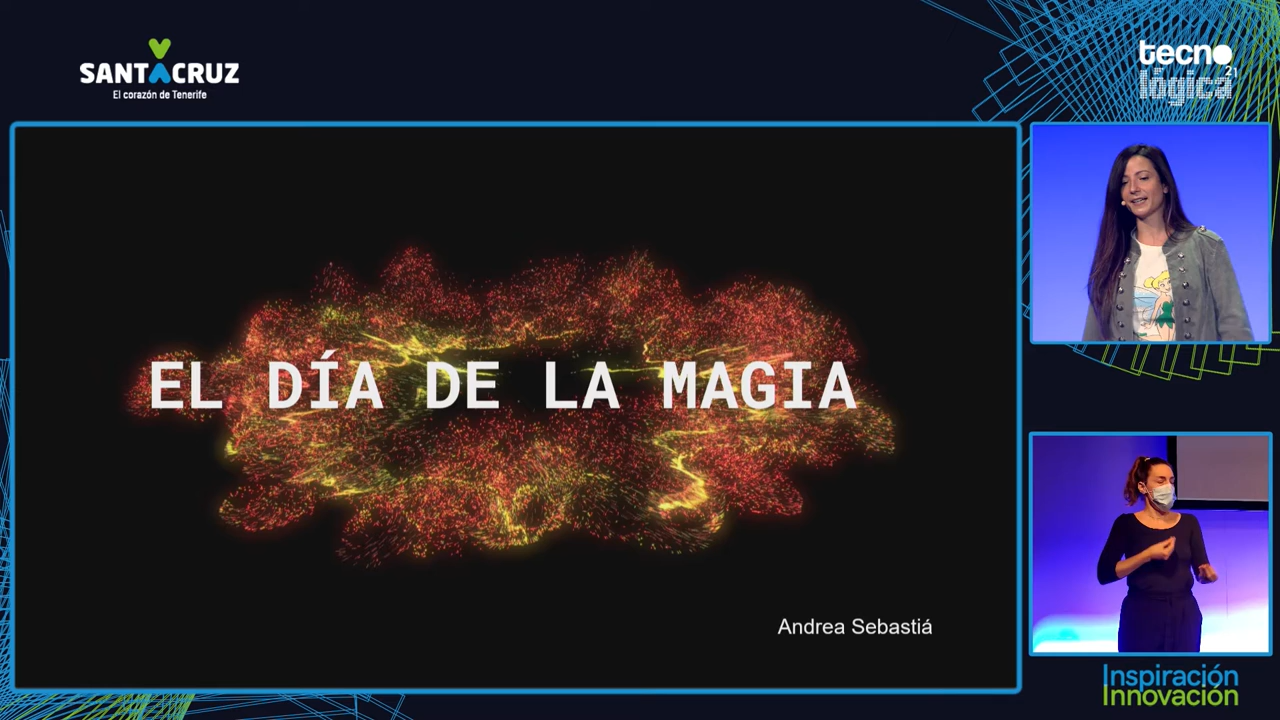 SANTACRUZ
El corazón de Tenerife
tecno
lógica
21
EL DÍA DE LA MAGIA
Andrea Sebastiá
Inspiración
Innovación